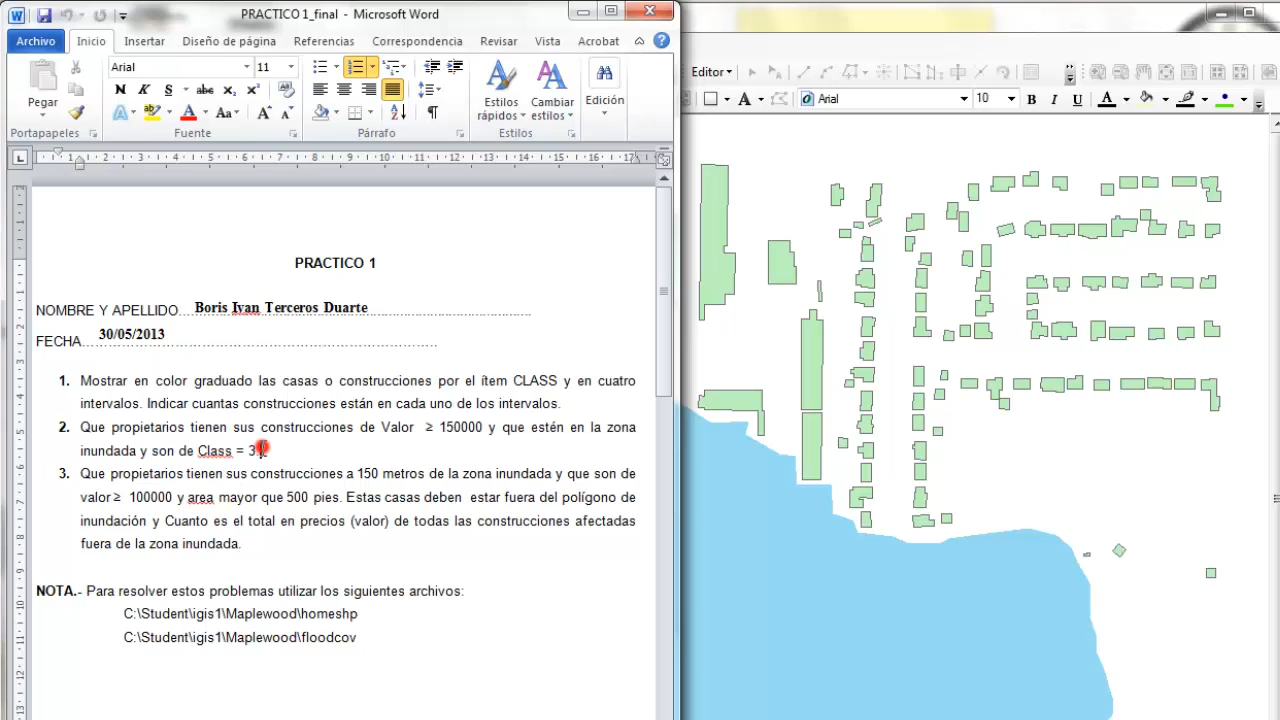 PRACTICO 1_final - Microsoft Word
Archivo Inicio Insertar Diseño de página Referencias Correspondencia Revisar Vista Acrobat
Arial 11
Pegar
Estilos rápidos
Cambiar estilos
Edición
Portapapeles Fuente Párrafo Estilos
Editor
Arial 10
PRACTICO 1
NOMBRE Y APELLIDO Boris Ivan Terceros Duarte
FECHA 30/05/2013
1. Mostrar en color graduado las casas o construcciones por el ítem CLASS y en cuatro
intervalos. Indicar cuantas construcciones están en cada uno de los intervalos.
2. Que propietarios tienen sus construcciones de Valor ≥ 150000 y que estén en la zona
inundada y son de Class = 3
3. Que propietarios tienen sus construcciones a 150 metros de la zona inundada y que son de
valor ≥ 100000 y area mayor que 500 pies. Estas casas deben estar fuera del polígono de
inundación y Cuanto es el total en precios (valor) de todas las construcciones afectadas
fuera de la zona inundada.
NOTA.- Para resolver estos problemas utilizar los siguientes archivos:
C:\Student\igis1\Maplewood\homeshp
C:\Student\igis1\Maplewood\floodcov